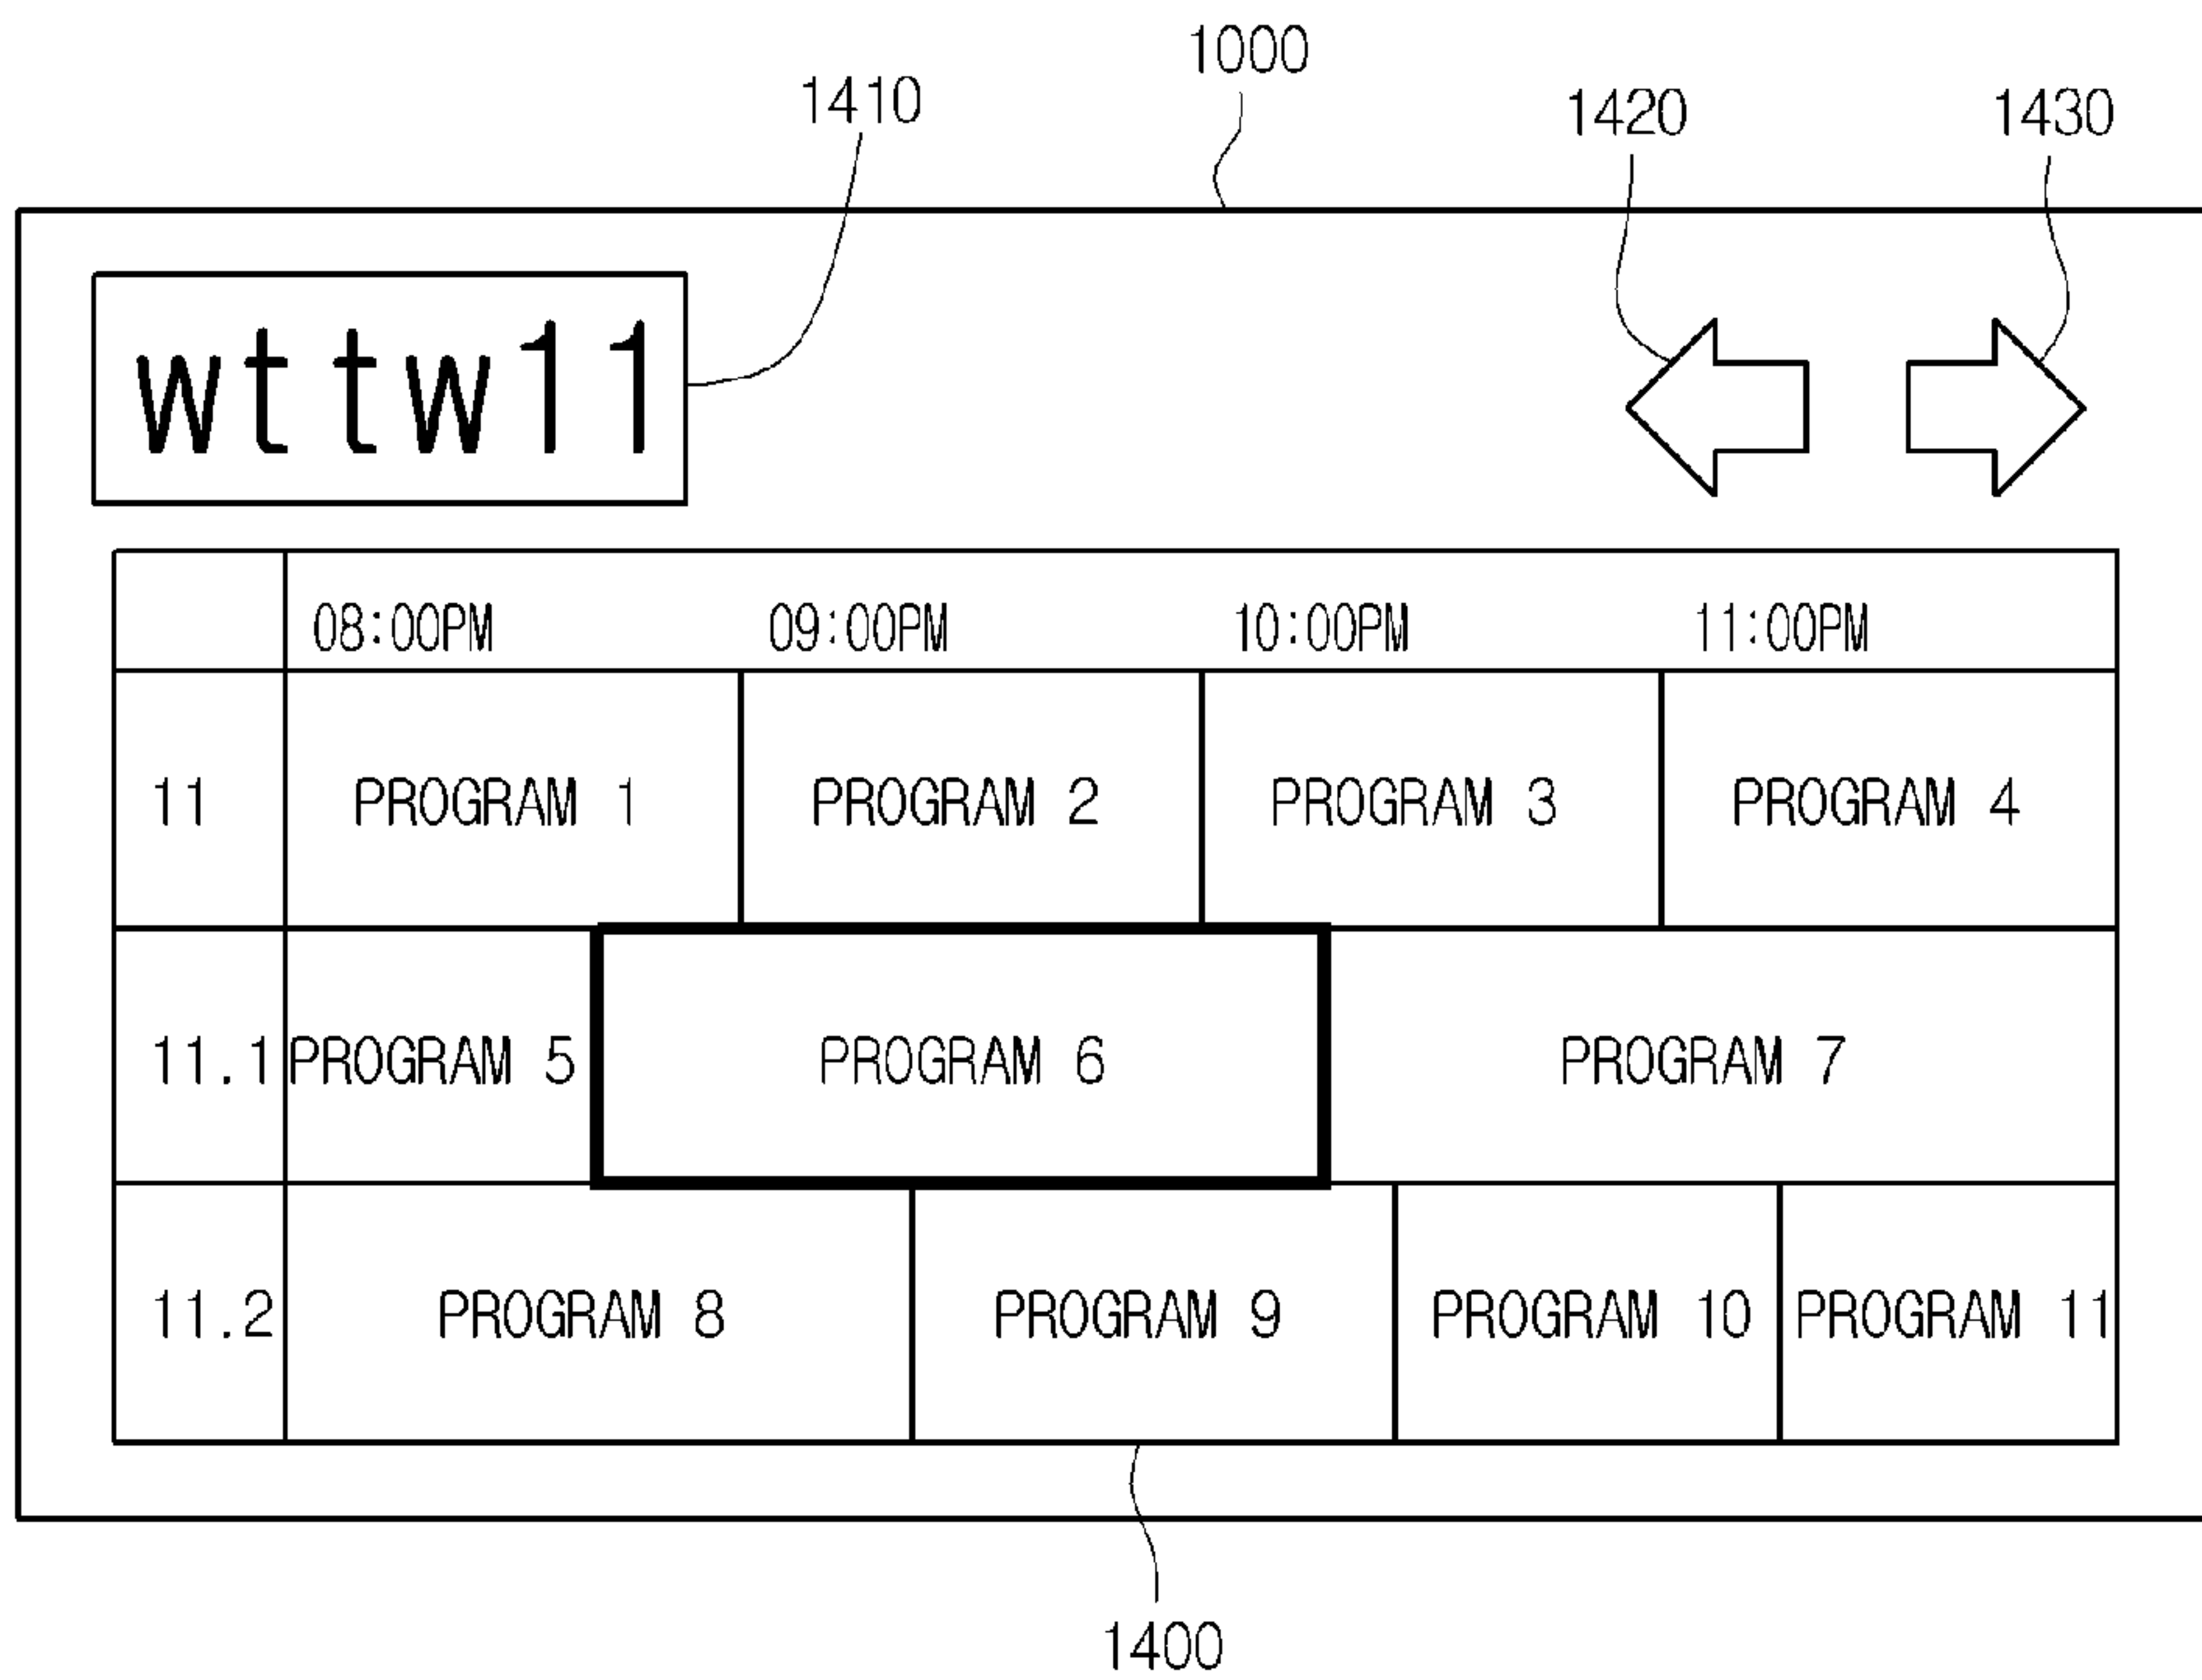 1000
1410
1420 1430
wttw11
08:00PM 09:00PM 10:00PM 11:00PM
11 PROGRAM 1 PROGRAM 2 PROGRAM 3 PROGRAM 4
11.1 PROGRAM 5 PROGRAM 6 PROGRAM 7
11.2 PROGRAM 8 PROGRAM 9 PROGRAM 10 PROGRAM 11
1400